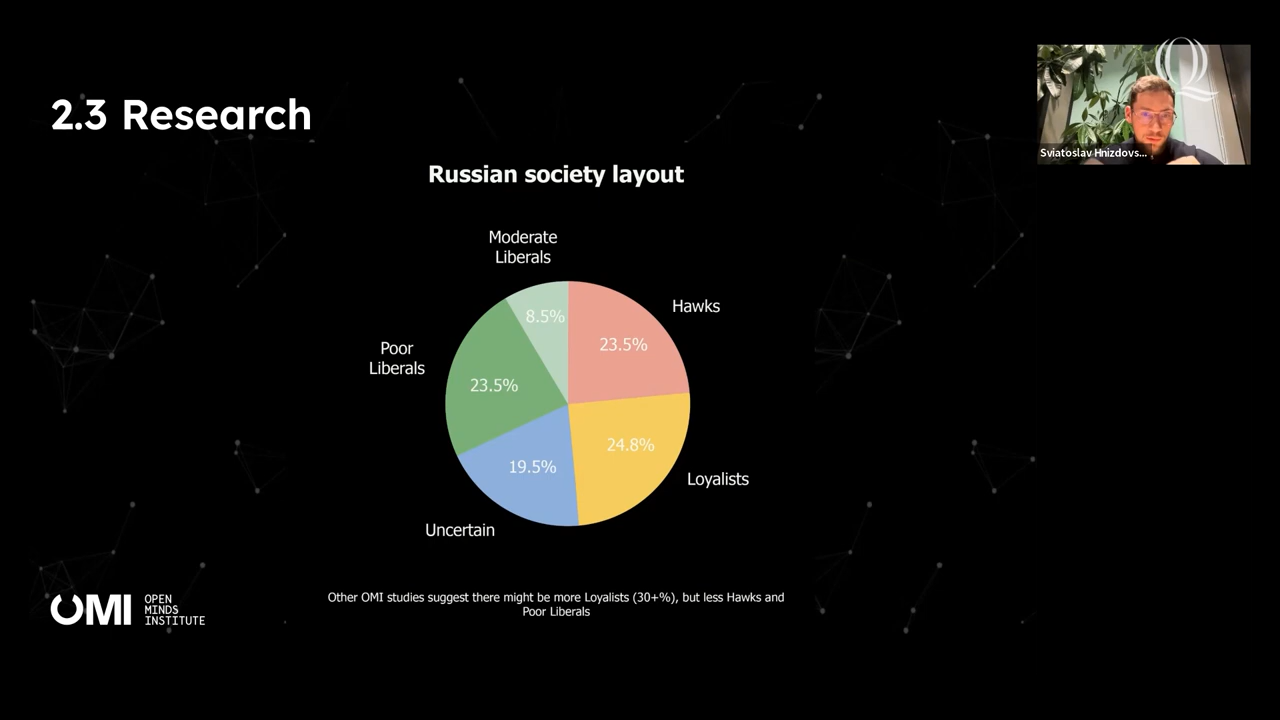 2.3 Research
Sviatoslav Hnizdovs...
Russian society layout
Moderate
Liberals
Hawks
8.5%
23.5%
Poor
Liberals
23.5%
24.8%
19.5%
Loyalists
Uncertain
Other OMI studies suggest there might be more Loyalists (30+%), but less Hawks and
Poor Liberals
OMI
OPEN
MINDS
INSTITUTE
Q